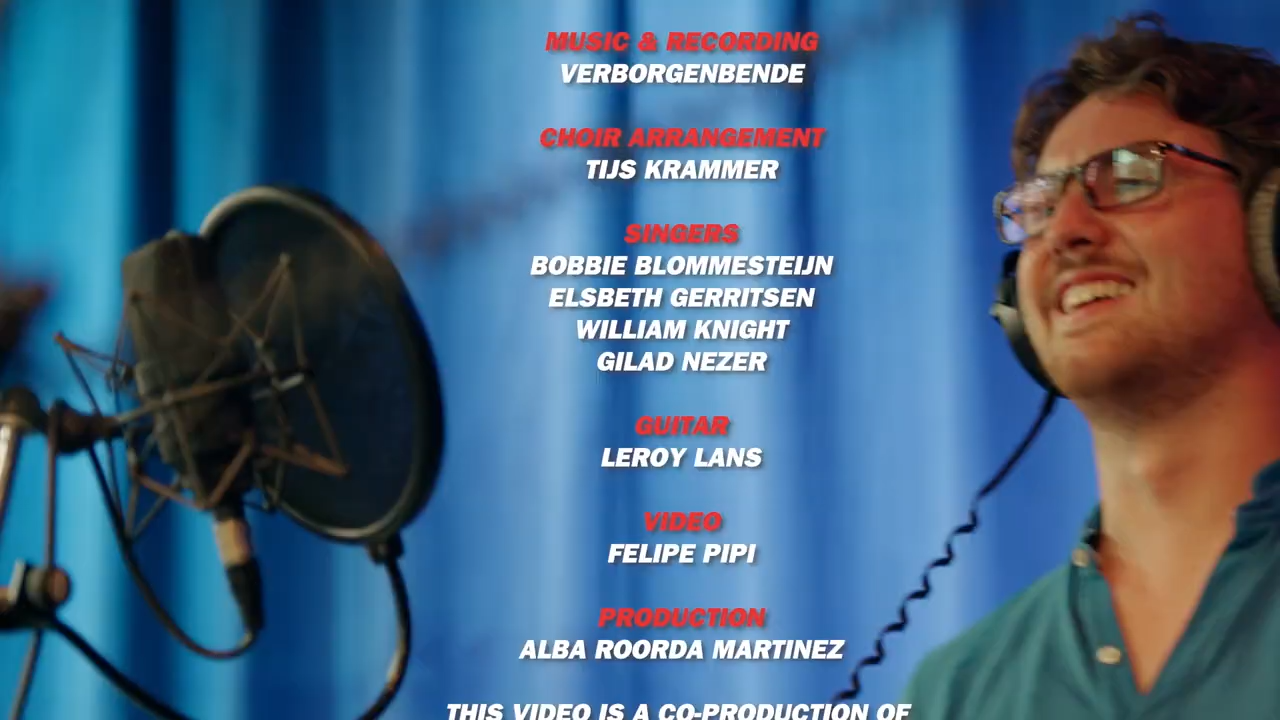 MUSIC & RECORDING
VERBORGENBENDE
CHOIR ARRANGEMENT
TIJS KRAMMER
SINGERS
BOBBIE BLOMMESTEIJN
ELSBETH GERRITSEN
WILLIAM KNIGHT
GILAD NEZER
GUITAR
LEROY LANS
VIDEO
FELIPE PIPI
PRODUCTION
ALBA ROORDA MARTINEZ
THIS VIDEO IS A CO-PRODUCTION OF